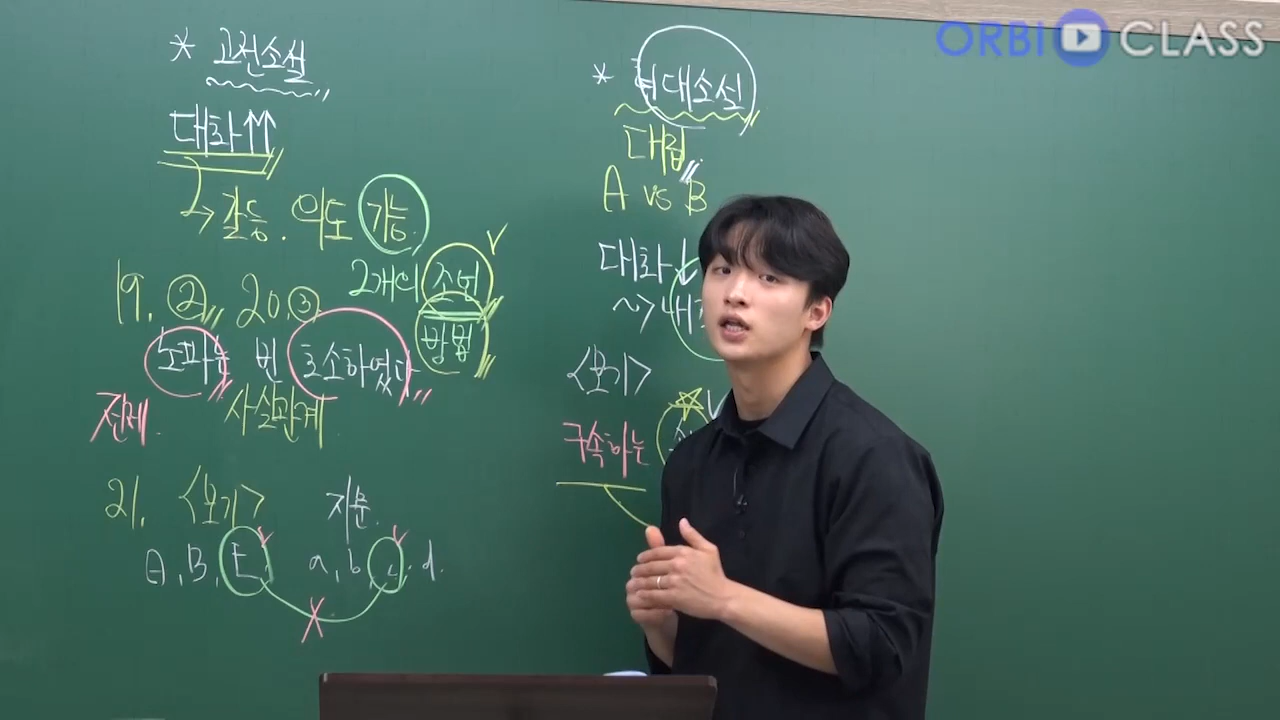 ORBI CLASS
* 고전소설
대화↑↑
→ 갈등. 의도 기능.
2개의 조건
방법
19. ② 20. ③
노파는 번 호소하였다
전제. 사실관계.
21. <보기> 지문.
A, B, E, a, b, c, d.
* 현대소설
대립
A vs B
대화↓
<보기>
구속하는